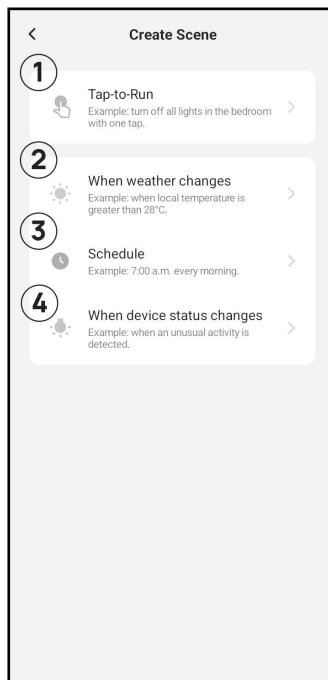 Create Scene
1
Tap-to-Run
Example: turn off all lights in the bedroom
with one tap.
2
When weather changes
Example: when local temperature is
greater than 28°C.
3
Schedule
Example: 7:00 a.m. every morning.
4
When device status changes
Example: when an unusual activity is
detected.